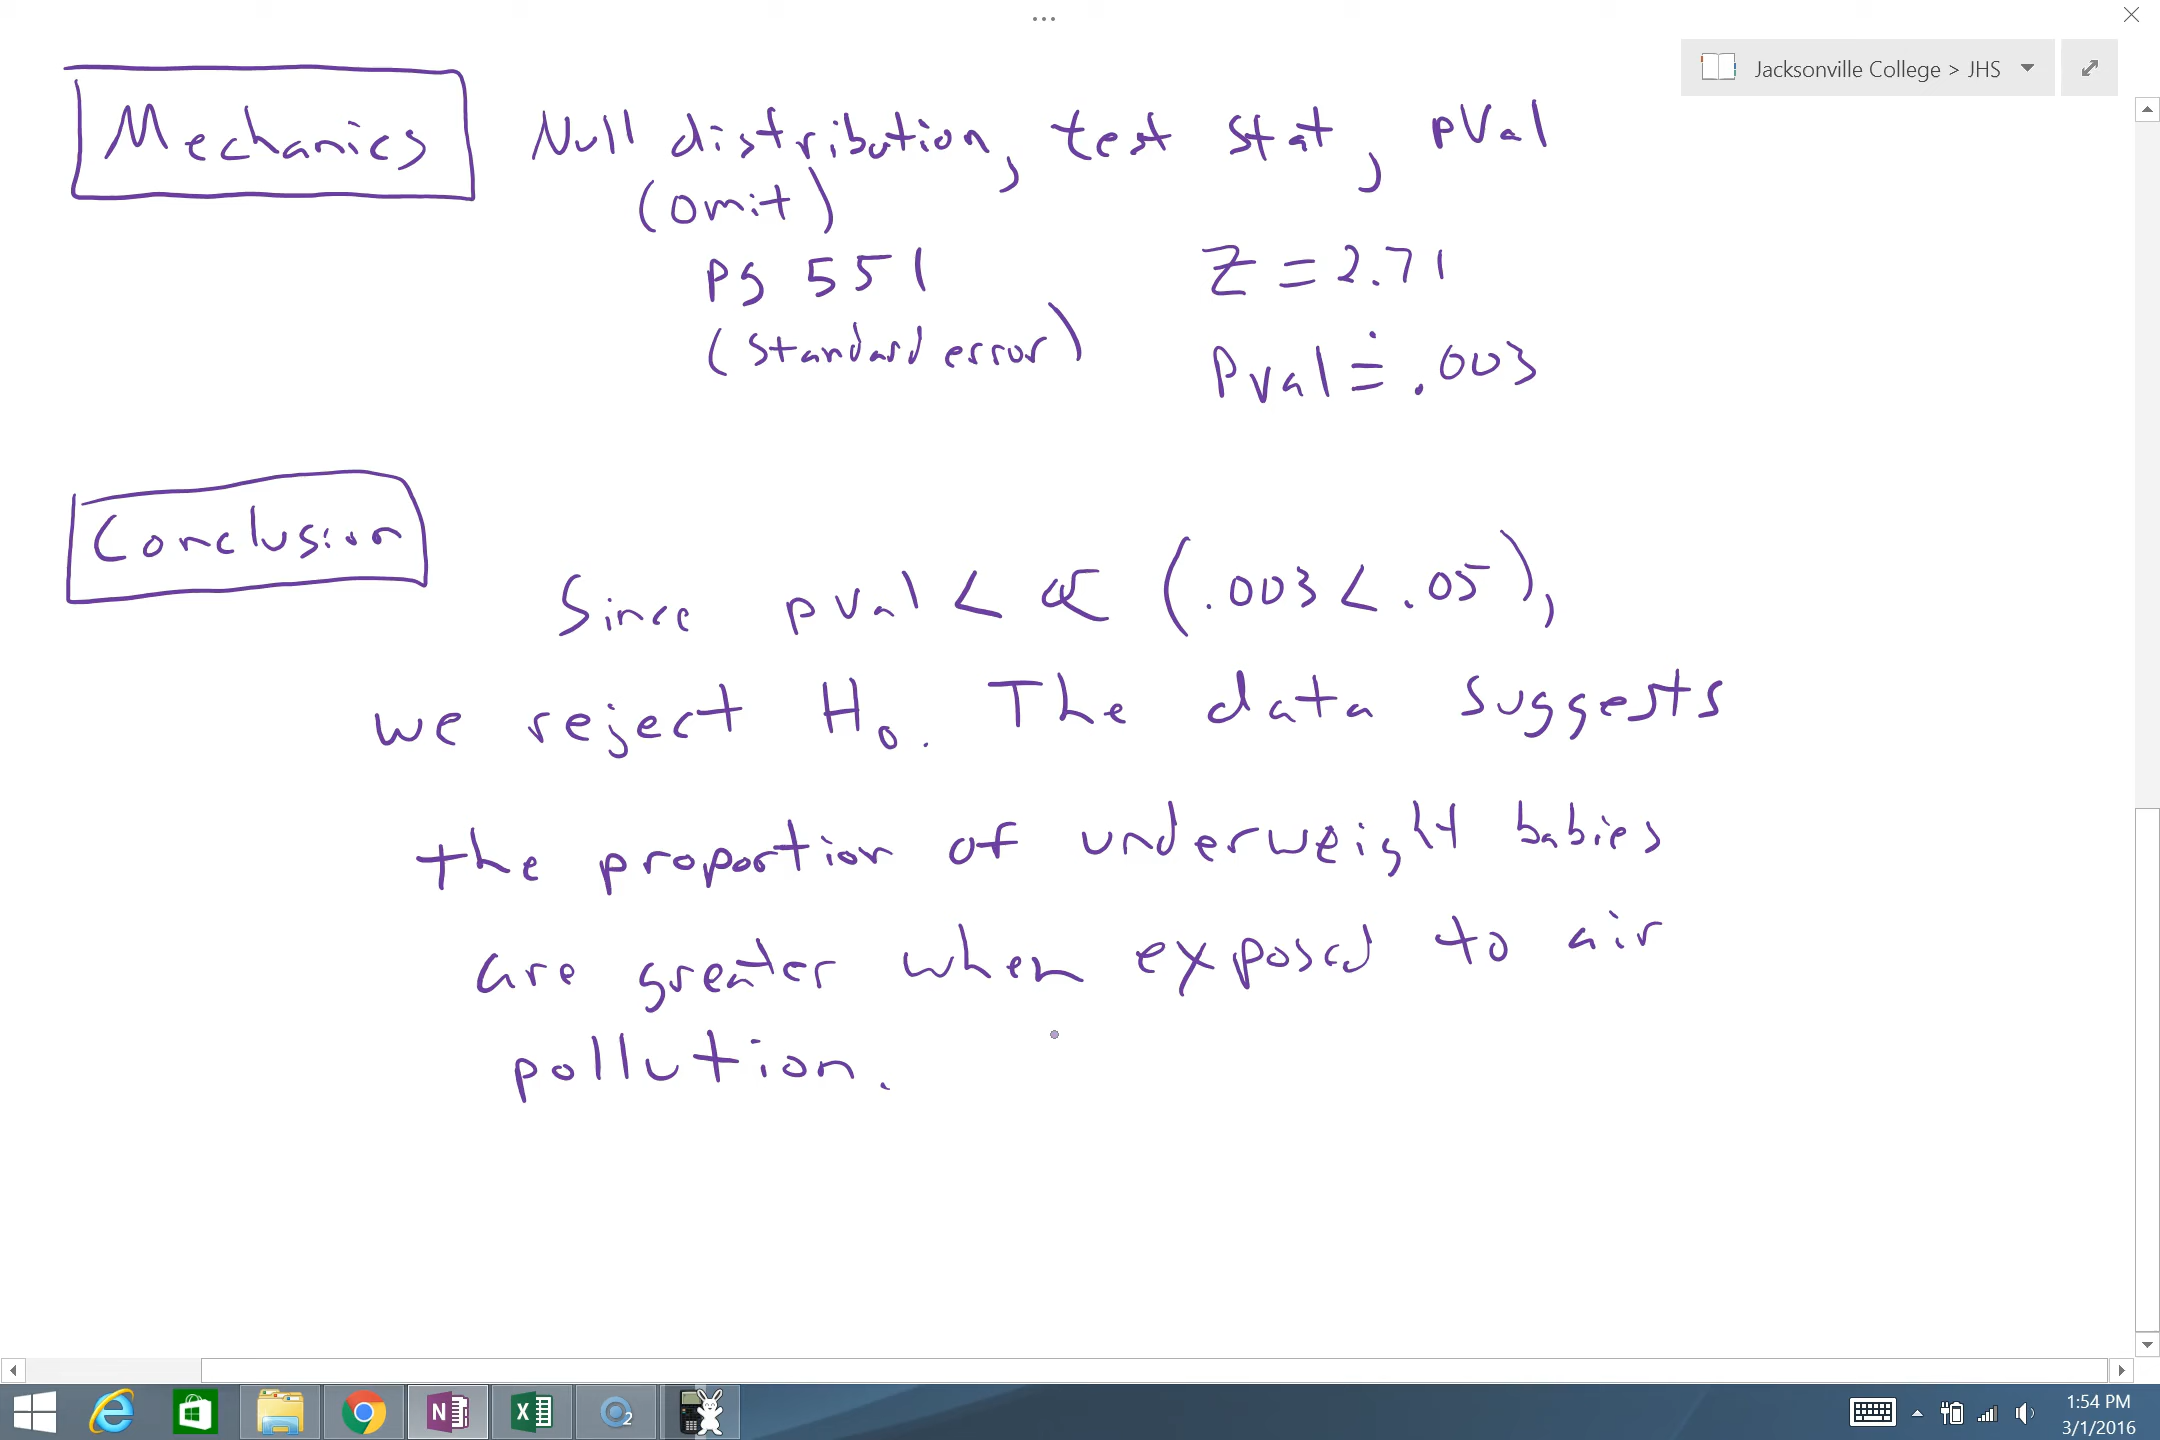 ...
Jacksonville College > JHS
Mechanics
Null distribution, test stat, pVal
(omit)
pg 551
Z = 2.71
(standard error)
Pval ≐ .003
Conclusion
Since pval < α (.003 < .05),
we reject H₀. The data suggests
the proportion of underweight babies
are greater when exposed to air
pollution.
N
X
O2
1:54 PM
3/1/2016